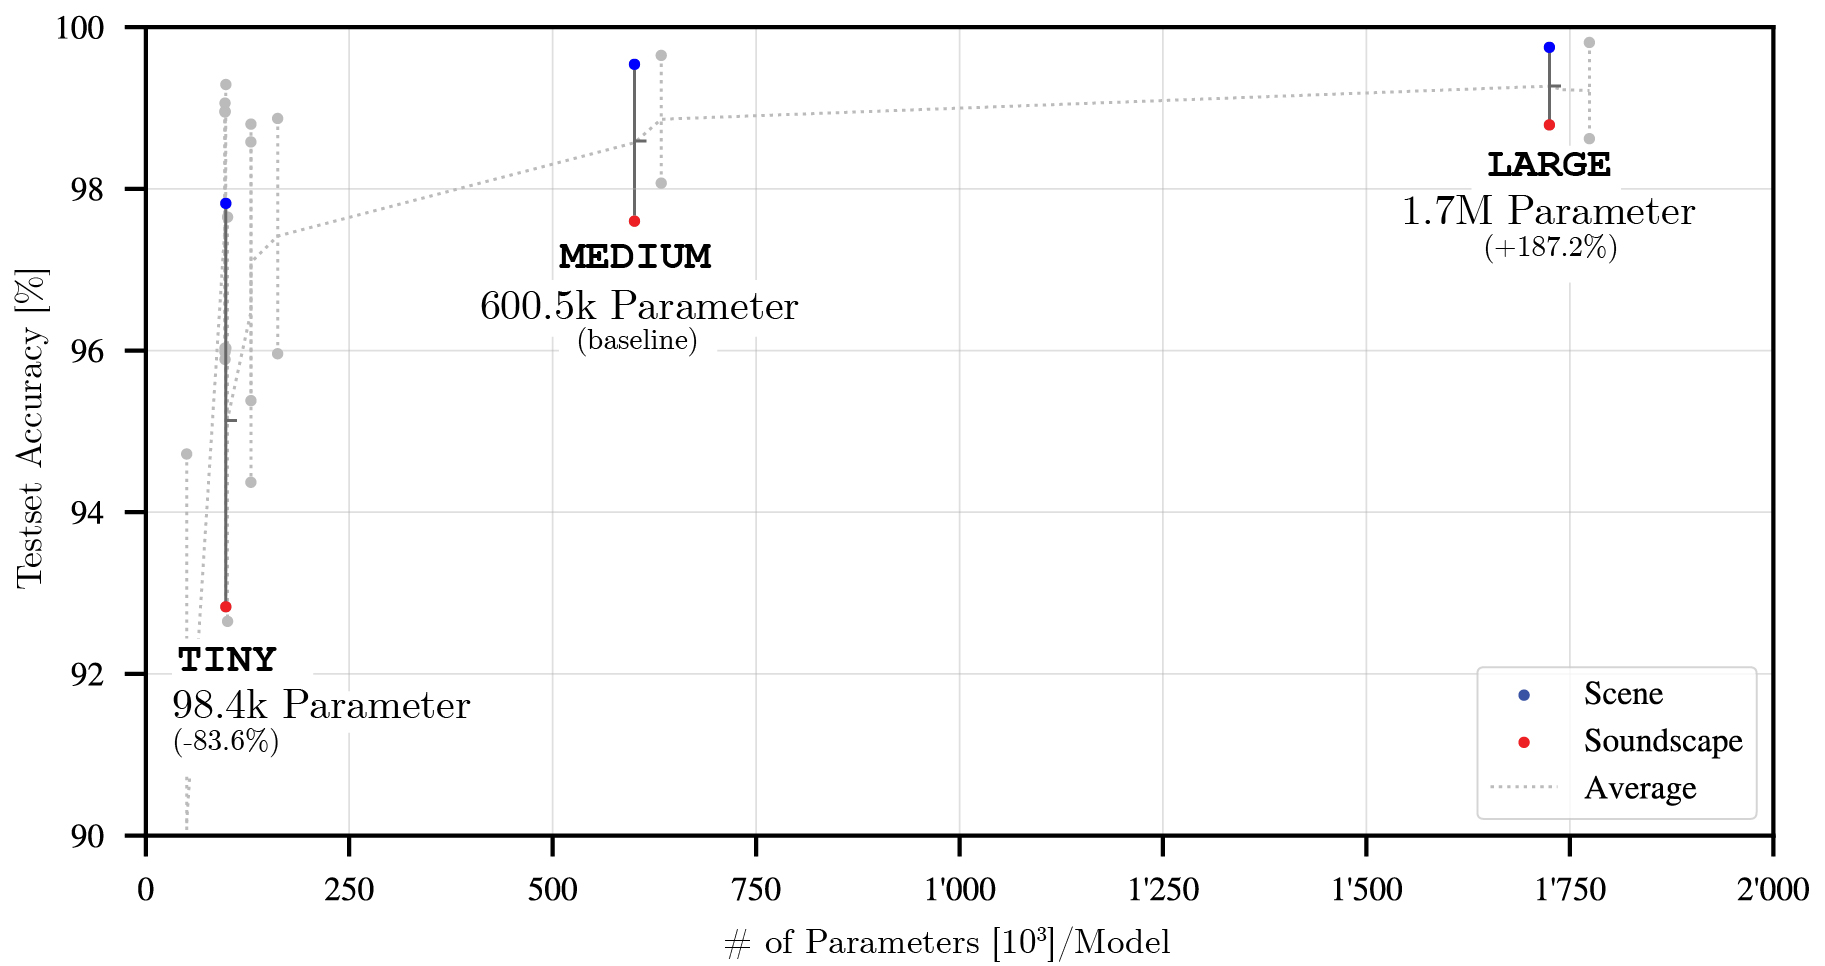 100
98
96
94
92
90
Testset Accuracy [%]
LARGE
1.7M Parameter
(+187.2%)
MEDIUM
600.5k Parameter
(baseline)
TINY
98.4k Parameter
(-83.6%)
Scene
Soundscape
Average
0 250 500 750 1'000 1'250 1'500 1'750 2'000
# of Parameters [10³]/Model